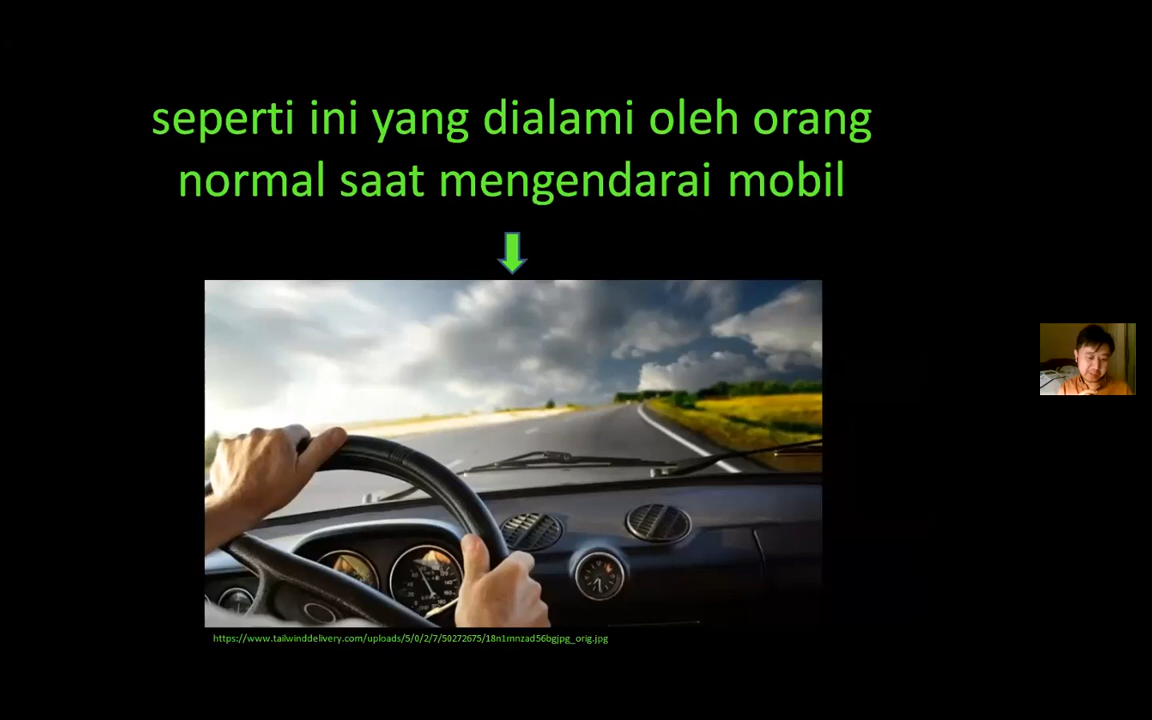 seperti ini yang dialami oleh orang
normal saat mengendarai mobil
https://www.tailwinddelivery.com/uploads/5/0/2/7/50272675/18n1mnzad56bgjpg_orig.jpg